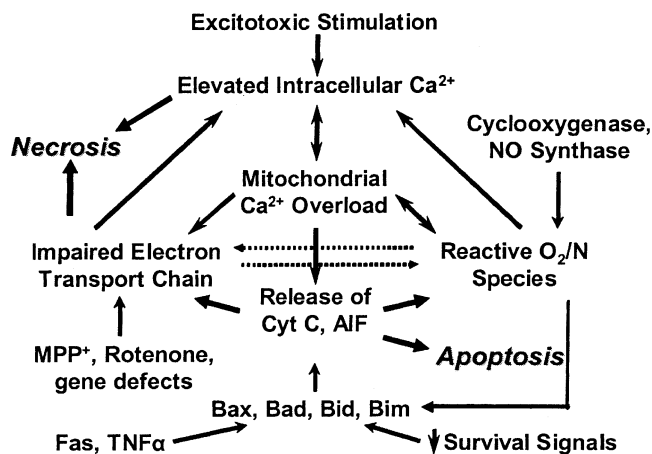 Excitotoxic Stimulation
Elevated Intracellular Ca²⁺
Cyclooxygenase,
NO Synthase
Necrosis
Mitochondrial
Ca²⁺ Overload
Impaired Electron
Transport Chain
Reactive O₂/N
Species
Release of
Cyt C, AIF
MPP⁺, Rotenone,
gene defects
Apoptosis
Bax, Bad, Bid, Bim
Fas, TNFα
Survival Signals